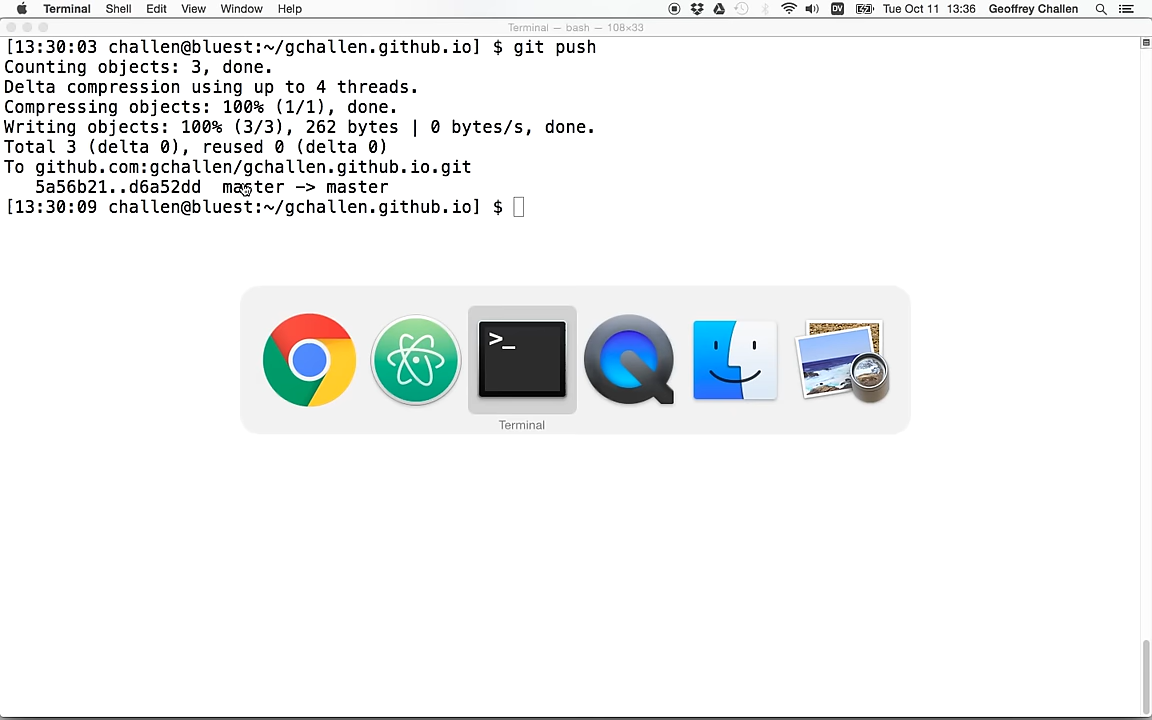 Terminal Shell Edit View Window Help DV Tue Oct 11 13:36 Geoffrey Challen
Terminal — bash — 108×33
[13:30:03 challen@bluest:~/gchallen.github.io] $ git push
Counting objects: 3, done.
Delta compression using up to 4 threads.
Compressing objects: 100% (1/1), done.
Writing objects: 100% (3/3), 262 bytes | 0 bytes/s, done.
Total 3 (delta 0), reused 0 (delta 0)
To github.com:gchallen/gchallen.github.io.git
5a56b21..d6a52dd master -> master
[13:30:09 challen@bluest:~/gchallen.github.io] $
>_
Terminal